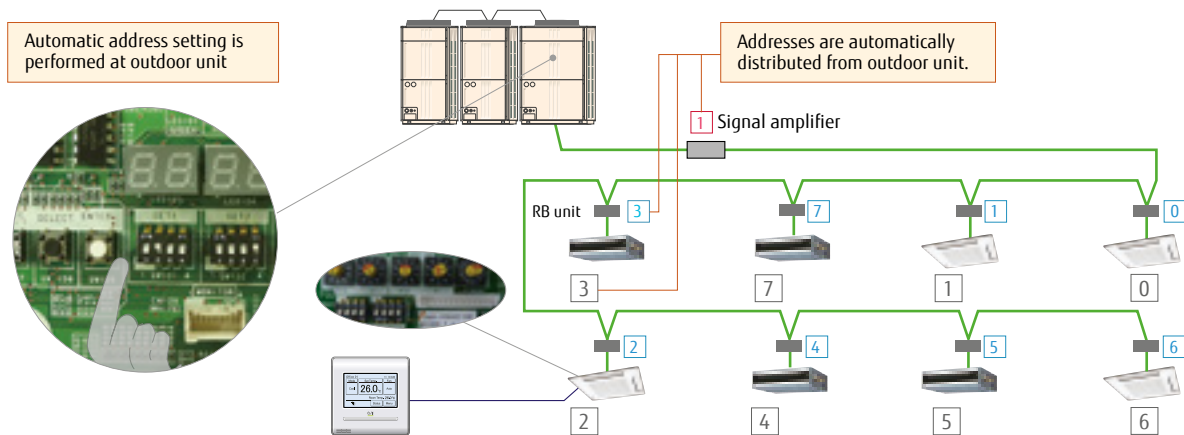 Automatic address setting is
performed at outdoor unit
Addresses are automatically
distributed from outdoor unit.
1 Signal amplifier
SELECT ENTER
SET1
SET2
RB unit
3
7
1
0
3
7
1
0
2
4
5
6
26.0
2
4
5
6